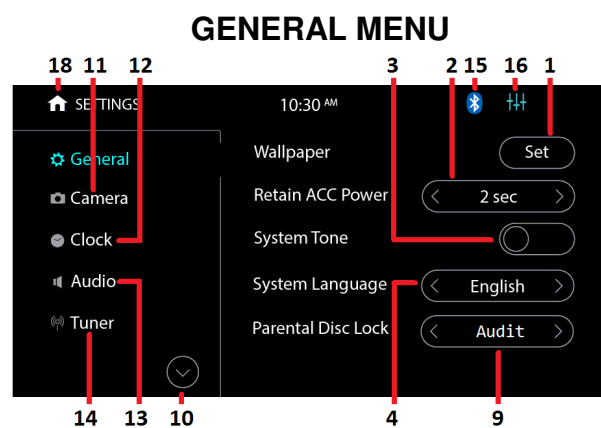 GENERAL MENU
18 11 12 3 2 15 16 1
SETTINGS 10:30 AM
General
Wallpaper Set
Camera
Retain ACC Power 2 sec
Clock
System Tone
Audio
System Language English
Tuner
Parental Disc Lock Audit
14 13 10 4 9